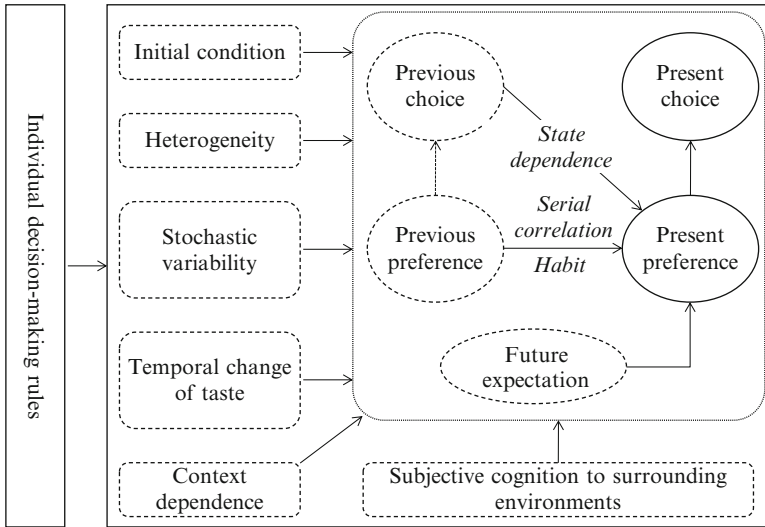 Individual decision-making rules
Initial condition
Heterogeneity
Stochastic
variability
Temporal change
of taste
Context
dependence
Previous
choice
Present
choice
State
dependence
Serial
correlation
Habit
Previous
preference
Present
preference
Future
expectation
Subjective cognition to surrounding
environments